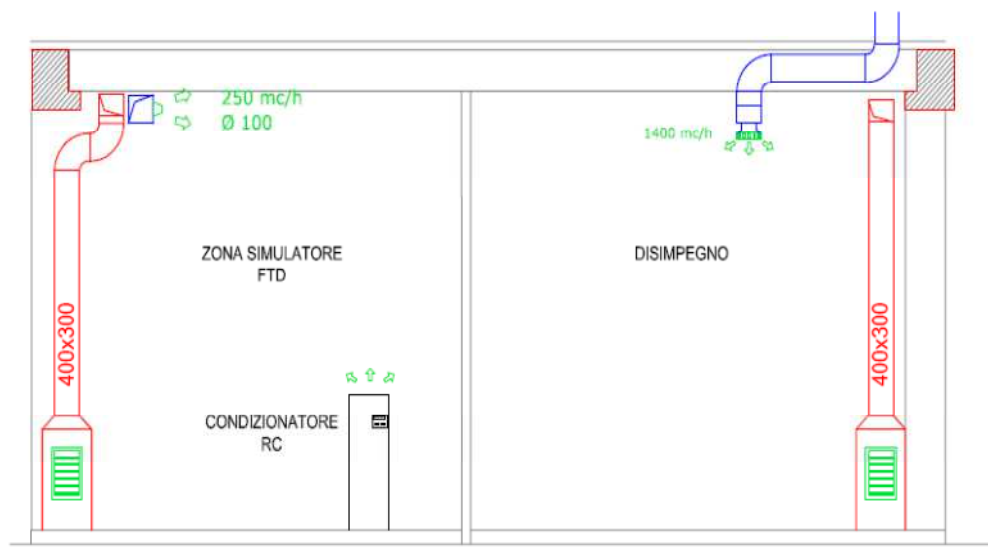 250 mc/h
Ø 100
1400 mc/h
ZONA SIMULATORE
FTD
DISIMPEGNO
400x300
400x300
CONDIZIONATORE
RC